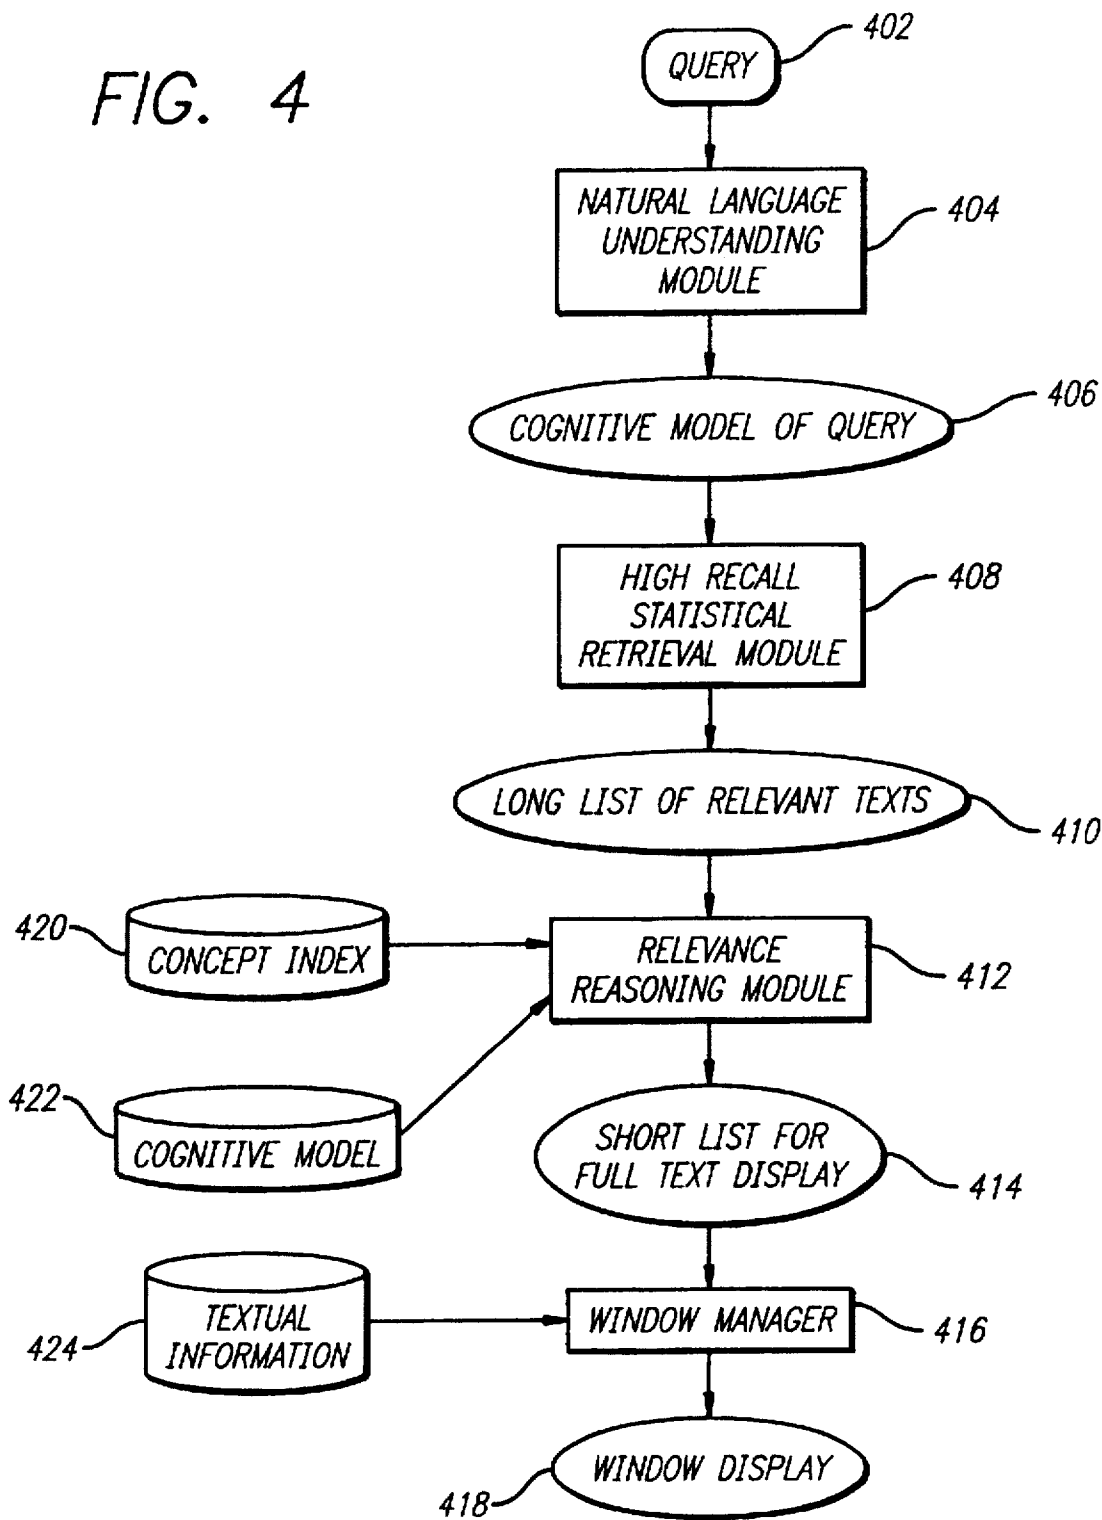 FIG. 4
QUERY
402
NATURAL LANGUAGE
UNDERSTANDING
MODULE
404
COGNITIVE MODEL OF QUERY
406
HIGH RECALL
STATISTICAL
RETRIEVAL MODULE
408
LONG LIST OF RELEVANT TEXTS
410
420
CONCEPT INDEX
RELEVANCE
REASONING MODULE
412
422
COGNITIVE MODEL
SHORT LIST FOR
FULL TEXT DISPLAY
414
424
TEXTUAL
INFORMATION
WINDOW MANAGER
416
WINDOW DISPLAY
418